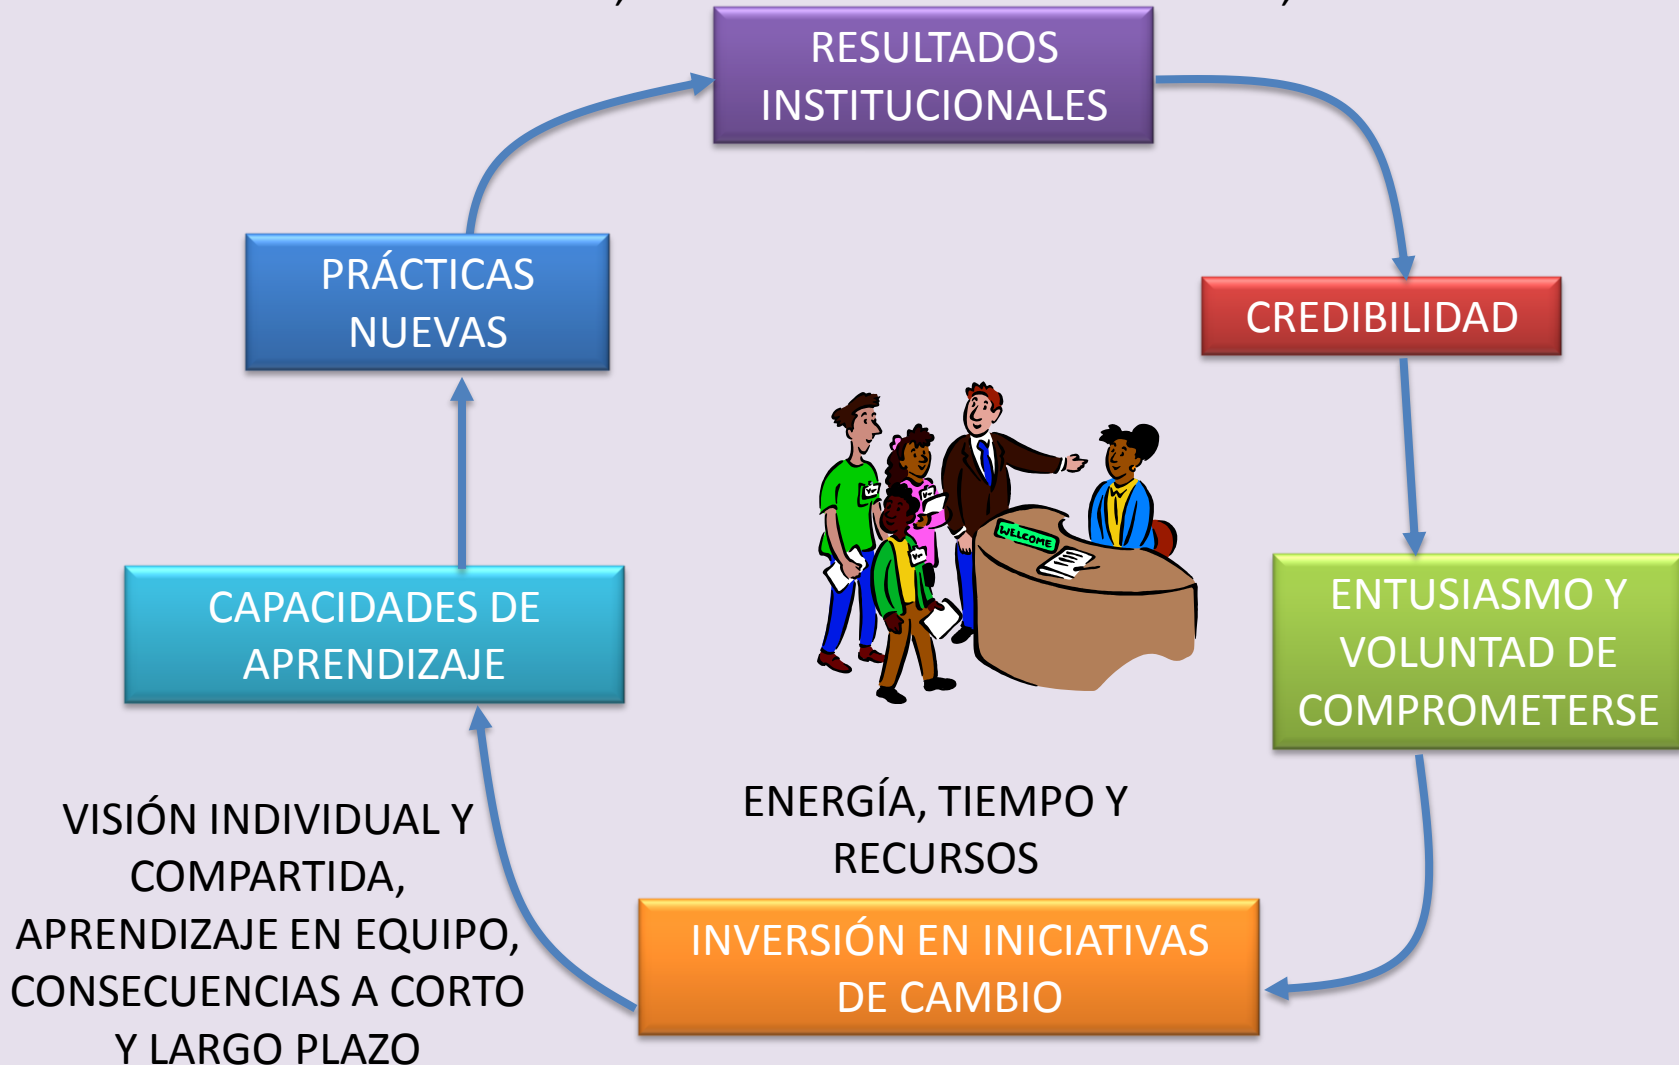 RESULTADOS
INSTITUCIONALES
CREDIBILIDAD
ENTUSIASMO Y
VOLUNTAD DE
COMPROMETERSE
ENERGÍA, TIEMPO Y
RECURSOS
INVERSIÓN EN INICIATIVAS
DE CAMBIO
VISIÓN INDIVIDUAL Y
COMPARTIDA,
APRENDIZAJE EN EQUIPO,
CONSECUENCIAS A CORTO
Y LARGO PLAZO
CAPACIDADES DE
APRENDIZAJE
PRÁCTICAS
NUEVAS
WELCOME